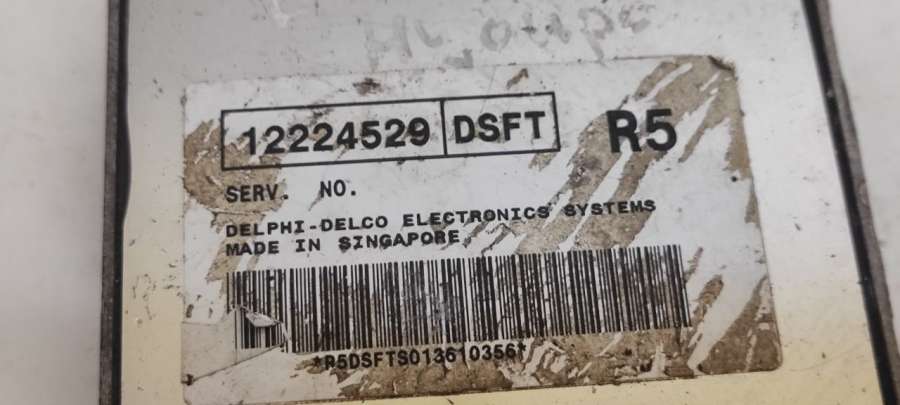 12224529 DSFT R5
SERV. NO.
DELPHI-DELCO ELECTRONICS SYSTEMS
MADE IN SINGAPORE
*R5DSFTS013610356*